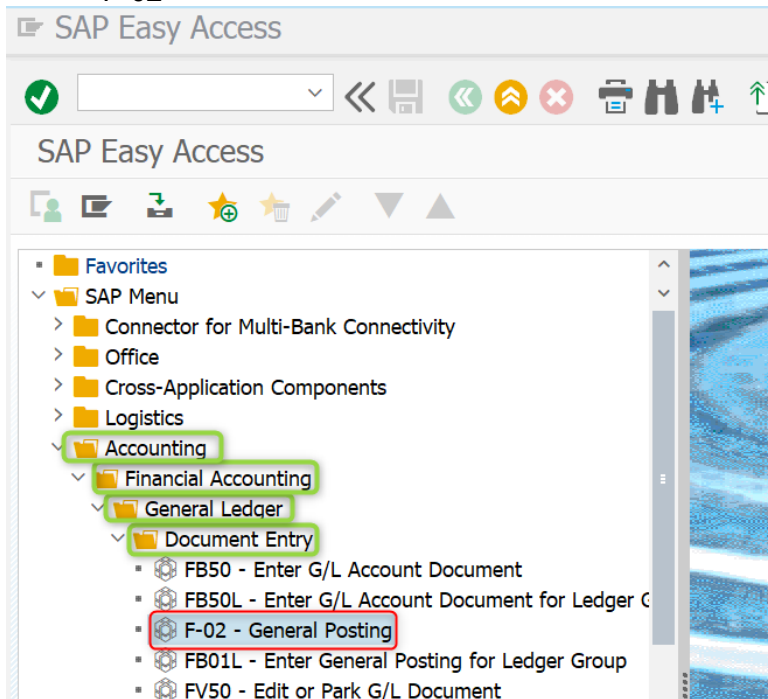 SAP Easy Access
SAP Easy Access
Favorites
SAP Menu
Connector for Multi-Bank Connectivity
Office
Cross-Application Components
Logistics
Accounting
Financial Accounting
General Ledger
Document Entry
FB50 - Enter G/L Account Document
FB50L - Enter G/L Account Document for Ledger
F-02 - General Posting
FB01L - Enter General Posting for Ledger Group
FV50 - Edit or Park G/L Document